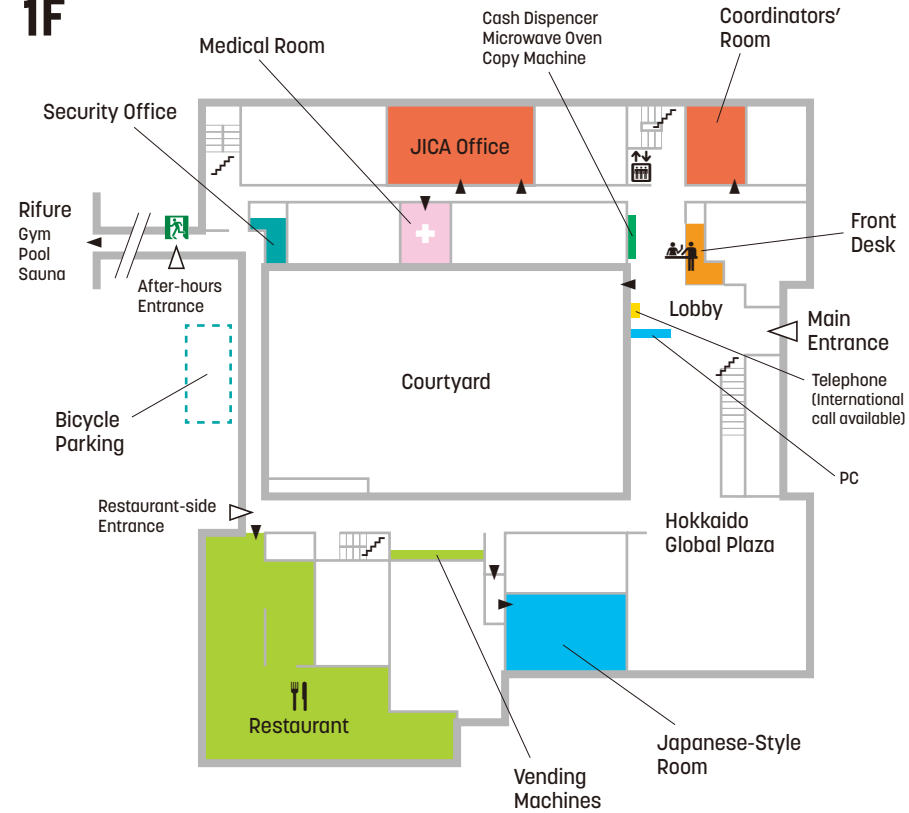 1F
Cash Dispencer
Microwave Oven
Copy Machine
Coordinators'
Room
Medical Room
Security Office
JICA Office
Rifure
Gym
Pool
Sauna
After-hours
Entrance
Front
Desk
Lobby
Main
Entrance
Courtyard
Telephone
(International
call available)
Bicycle
Parking
PC
Restaurant-side
Entrance
Hokkaido
Global Plaza
Restaurant
Japanese-Style
Room
Vending
Machines